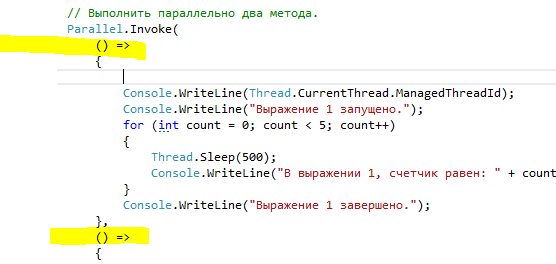 // Выполнить параллельно два метода.
Parallel.Invoke(
() =>
{
Console.WriteLine(Thread.CurrentThread.ManagedThreadId);
Console.WriteLine("Выражение 1 запущено.");
for (int count = 0; count < 5; count++)
{
Thread.Sleep(500);
Console.WriteLine("В выражении 1, счетчик равен: " + count
}
Console.WriteLine("Выражение 1 завершено.");
},
() =>
{